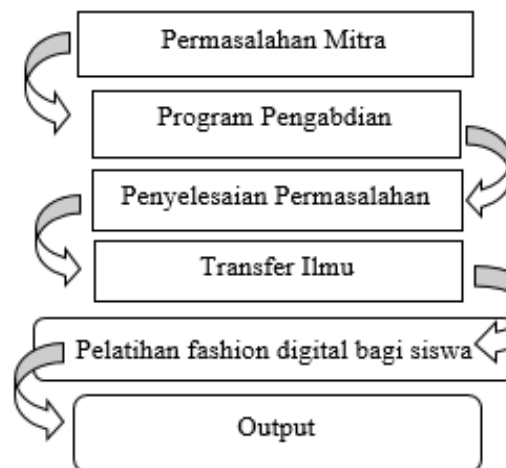 Permasalahan Mitra
Program Pengabdian
Penyelesaian Permasalahan
Transfer Ilmu
Pelatihan fashion digital bagi siswa
Output